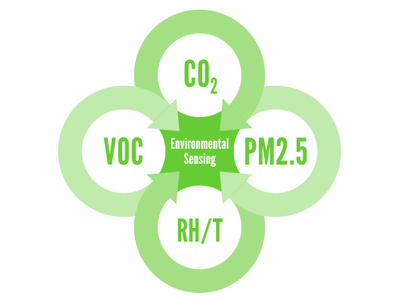 CO₂
VOC
Environmental
Sensing
PM2.5
RH/T